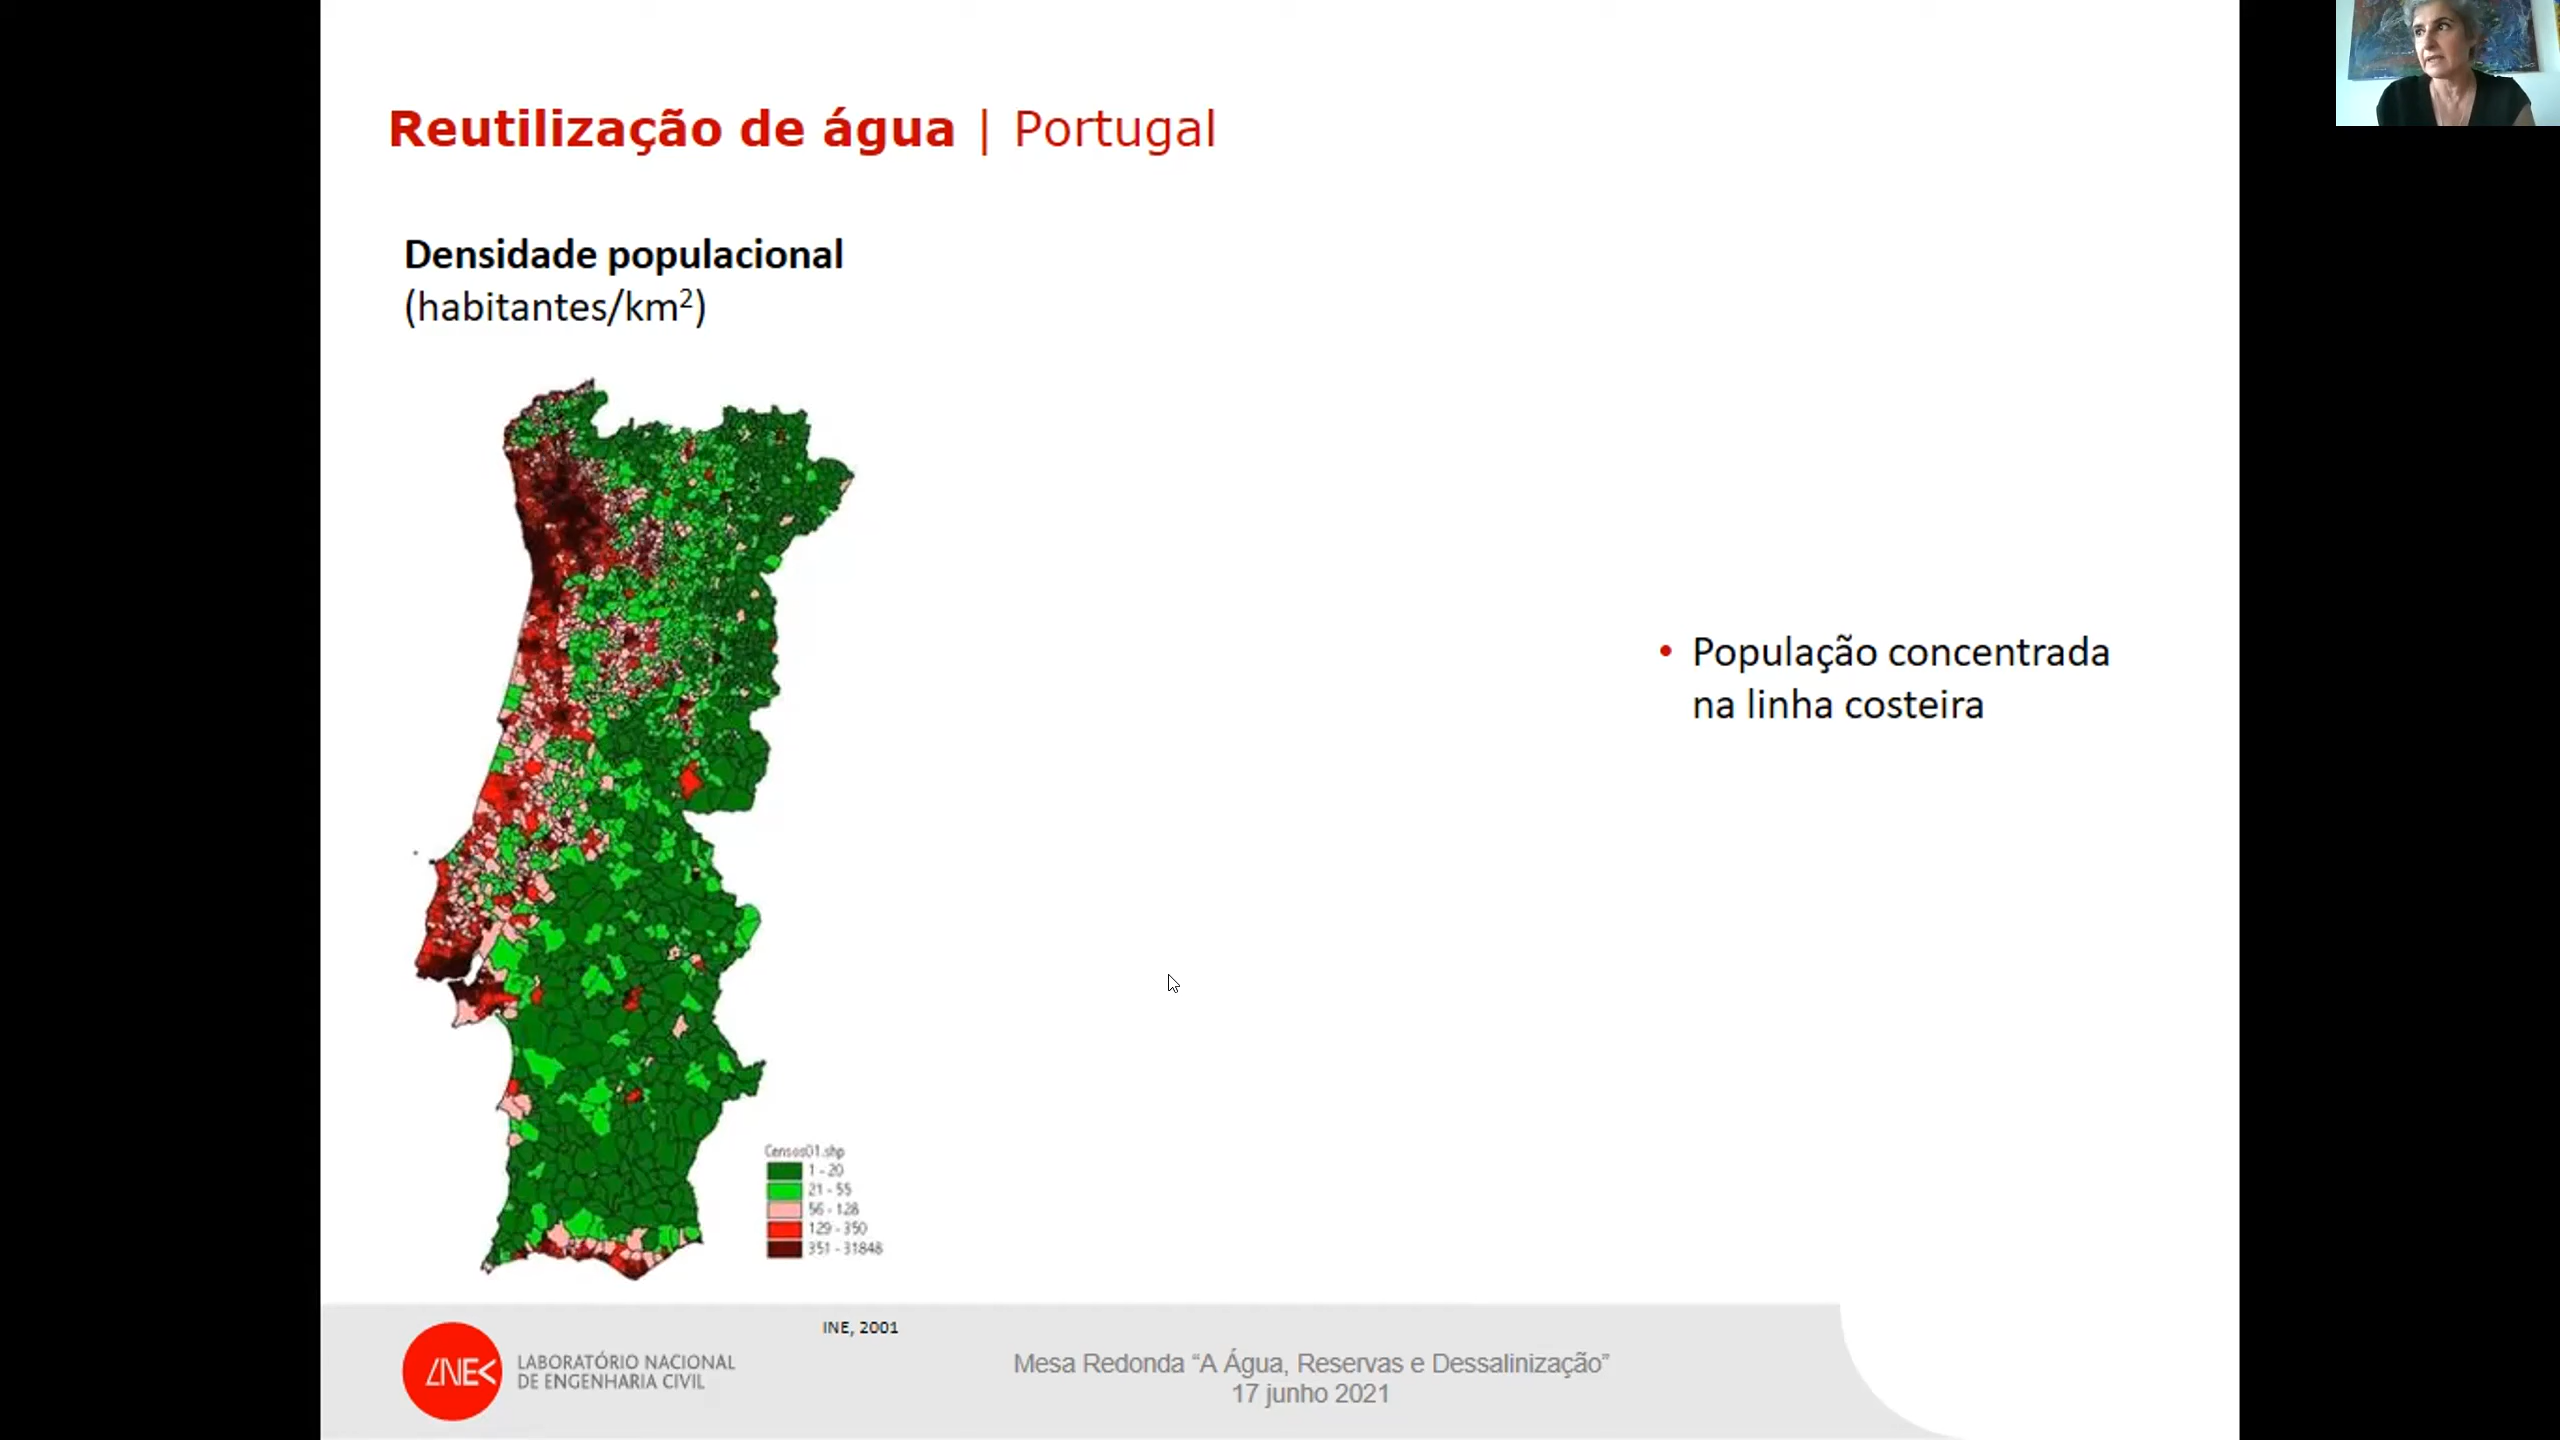 Reutilização de água | Portugal
Densidade populacional
(habitantes/km²)
• População concentrada
na linha costeira
Censos01.shp
1 - 20
21 - 55
56 - 128
129 - 350
351 - 31848
INE, 2001
LNEC
LABORATÓRIO NACIONAL
DE ENGENHARIA CIVIL
Mesa Redonda “A Água, Reservas e Dessalinização”
17 junho 2021